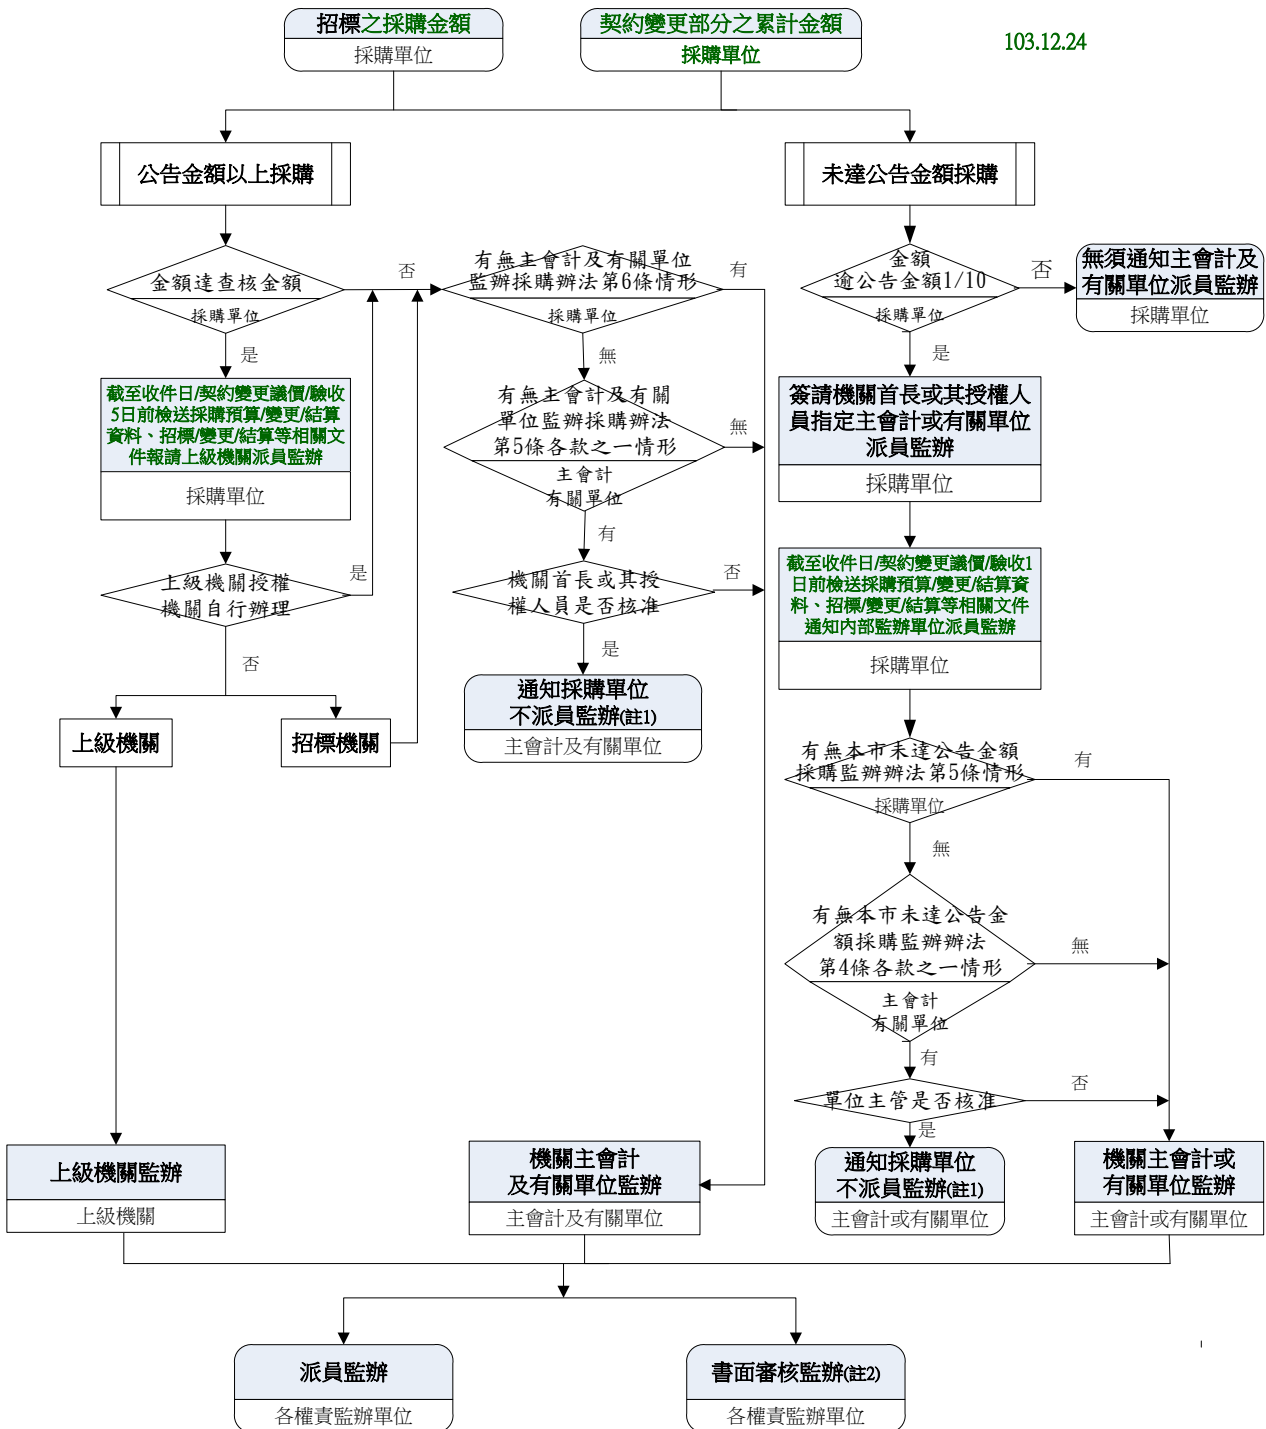 招標之採購金額
採購單位
契約變更部分之累計金額
採購單位
103.12.24
公告金額以上採購
未達公告金額採購
金額達查核金額
採購單位
否
是
有無主會計及有關單位
監辦採購辦法第6條情形
採購單位
有
無
金額
逾公告金額1/10
採購單位
否
是
無須通知主會計及
有關單位派員監辦
採購單位
截至收件日/契約變更議價/驗收
5日前檢送採購預算/變更/結算
資料、招標/變更/結算等相關文
件報請上級機關派員監辦
採購單位
有無主會計及有關
單位監辦採購辦法
第5條各款之一情形
主會計
有關單位
無
有
簽請機關首長或其授權人
員指定主會計或有關單位
派員監辦
採購單位
上級機關授權
機關自行辦理
是
否
機關首長或其授
權人員是否核准
否
是
截至收件日/契約變更議價/驗收1
日前檢送採購預算/變更/結算資
料、招標/變更/結算等相關文件
通知內部監辦單位派員監辦
採購單位
上級機關
招標機關
通知採購單位
不派員監辦(註1)
主會計及有關單位
有無本市未達公告金額
採購監辦辦法第5條情形
採購單位
有
無
有無本市未達公告金
額採購監辦辦法
第4條各款之一情形
主會計
有關單位
無
有
單位主管是否核准
否
是
上級機關監辦
上級機關
機關主會計
及有關單位監辦
主會計及有關單位
通知採購單位
不派員監辦(註1)
主會計或有關單位
機關主會計或
有關單位監辦
主會計或有關單位
派員監辦
各權責監辦單位
書面審核監辦(註2)
各權責監辦單位